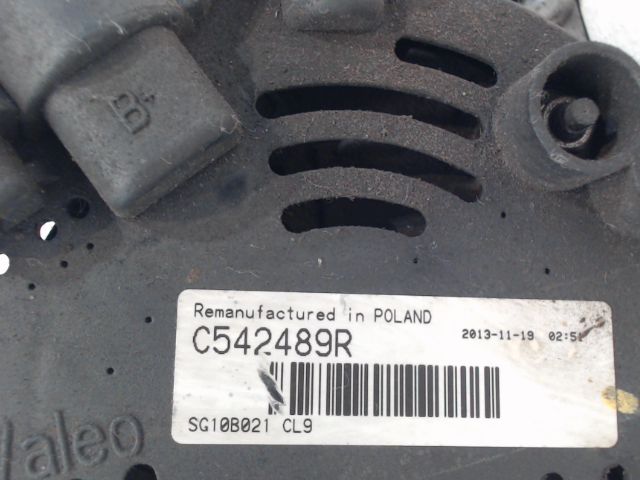 B+
Remanufactured in POLAND
C542489R 2013-11-19 02:51
SG10B021 CL9
Valeo